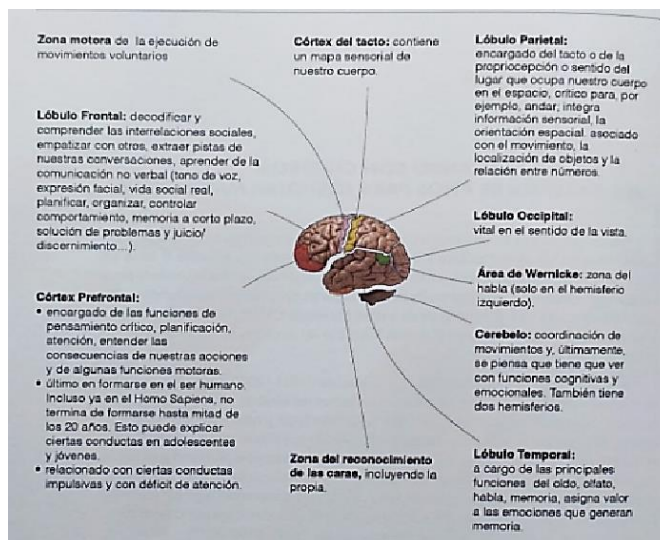 Zona motora de la ejecución de
movimientos voluntarios
Córtex del tacto: contiene
un mapa sensorial de
nuestro cuerpo.
Lóbulo Parietal:
encargado del tacto o de la
propriocepción o sentido del
lugar que ocupa nuestro cuerpo
en el espacio, crítico para, por
ejemplo, andar, integra
información sensorial, la
orientación espacial. asociado
con el movimiento, la
localización de objetos y la
relación entre números.
Lóbulo Frontal: decodificar y
comprender las interrelaciones sociales,
empatizar con otros, extraer pistas de
nuestras conversaciones, aprender de la
comunicación no verbal (tono de voz,
expresión facial, vida social real,
planificar, organizar, controlar
comportamiento, memoria a corto plazo,
solución de problemas y juicio/
discernimiento....).
Lóbulo Occipital:
vital en el sentido de la vista.
Área de Wernicke: zona del
habla (solo en el hemisferio
izquierdo).
Córtex Prefrontal:
• encargado de las funciones de
pensamiento crítico, planificación,
atención, entender las
consecuencias de nuestras acciones
y de algunas funciones motoras.
• último en formarse en el ser humano.
Incluso ya en el Homo Sapiens, no
termina de formarse hasta mitad de
los 20 años. Esto puede explicar
ciertas conductas en adolescentes
y jóvenes.
• relacionado con ciertas conductas
impulsivas y con déficit de atención.
Cerebelo: coordinación de
movimientos y, últimamente,
se piensa que tiene que ver
con funciones cognitivas y
emocionales. También tiene
dos hemisferios.
Zona del reconocimiento
de las caras, incluyendo la
propia.
Lóbulo Temporal:
a cargo de las principales
funciones del oído, olfato,
habla, memoria, asigna valor
a las emociones que generan
memoria.